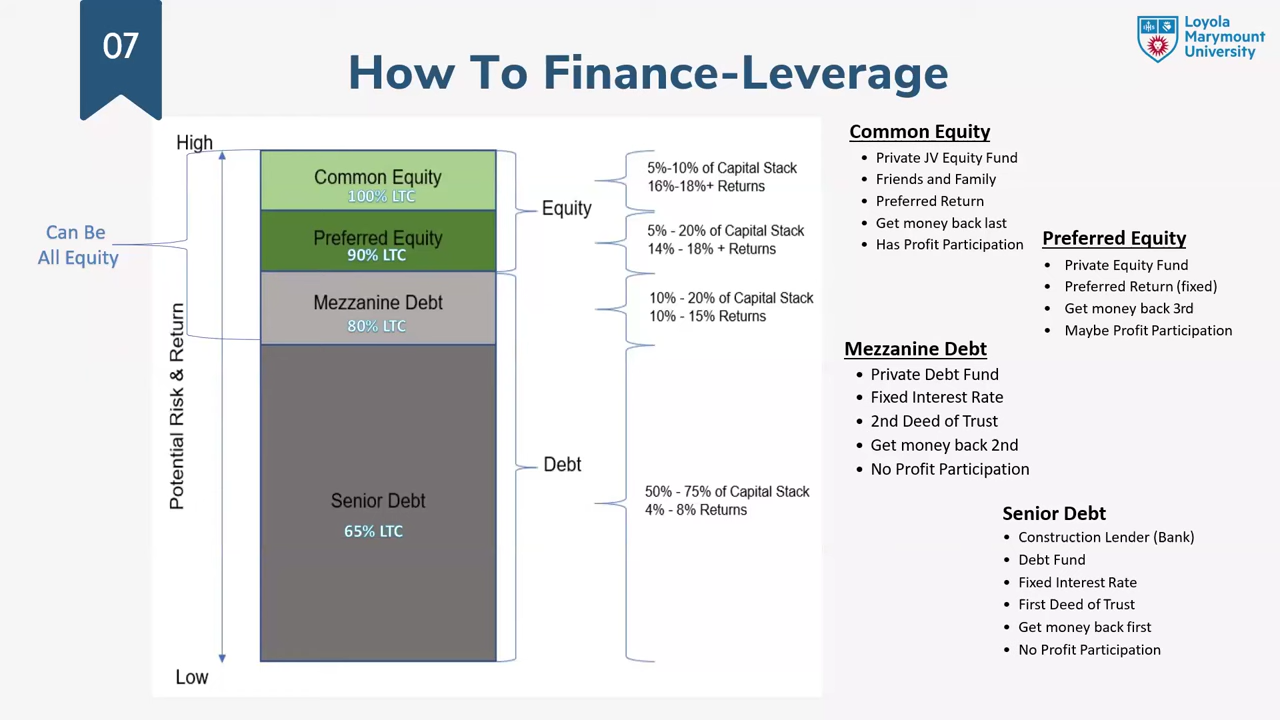 07
Loyola
Marymount
University
How To Finance-Leverage
High
Can Be
All Equity
Potential Risk & Return
Low
Common Equity
100% LTC
Preferred Equity
90% LTC
Mezzanine Debt
80% LTC
Senior Debt
65% LTC
Equity
Debt
5%-10% of Capital Stack
16%-18%+ Returns
5% - 20% of Capital Stack
14% - 18% + Returns
10% - 20% of Capital Stack
10% - 15% Returns
50% - 75% of Capital Stack
4% - 8% Returns
Common Equity
• Private JV Equity Fund
• Friends and Family
• Preferred Return
• Get money back last
• Has Profit Participation
Preferred Equity
• Private Equity Fund
• Preferred Return (fixed)
• Get money back 3rd
• Maybe Profit Participation
Mezzanine Debt
• Private Debt Fund
• Fixed Interest Rate
• 2nd Deed of Trust
• Get money back 2nd
• No Profit Participation
Senior Debt
• Construction Lender (Bank)
• Debt Fund
• Fixed Interest Rate
• First Deed of Trust
• Get money back first
• No Profit Participation